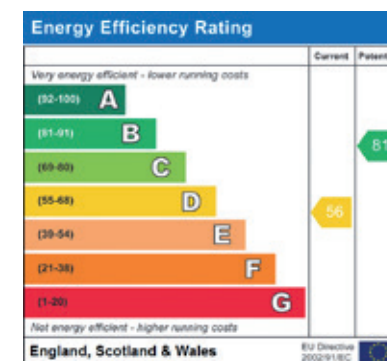 Energy Efficiency Rating
Current Potent
Very energy efficient - lower running costs
(92-100) A
(81-91) B
81
(69-80) C
(55-68) D
56
(39-54) E
(21-38) F
(1-20) G
Not energy efficient - higher running costs
England, Scotland & Wales
EU Directive
2002/91/EC